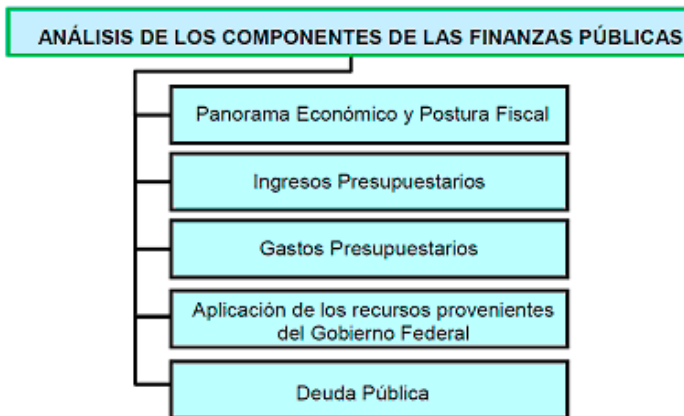 ANÁLISIS DE LOS COMPONENTES DE LAS FINANZAS PÚBLICAS
Panorama Económico y Postura Fiscal
Ingresos Presupuestarios
Gastos Presupuestarios
Aplicación de los recursos provenientes
del Gobierno Federal
Deuda Pública